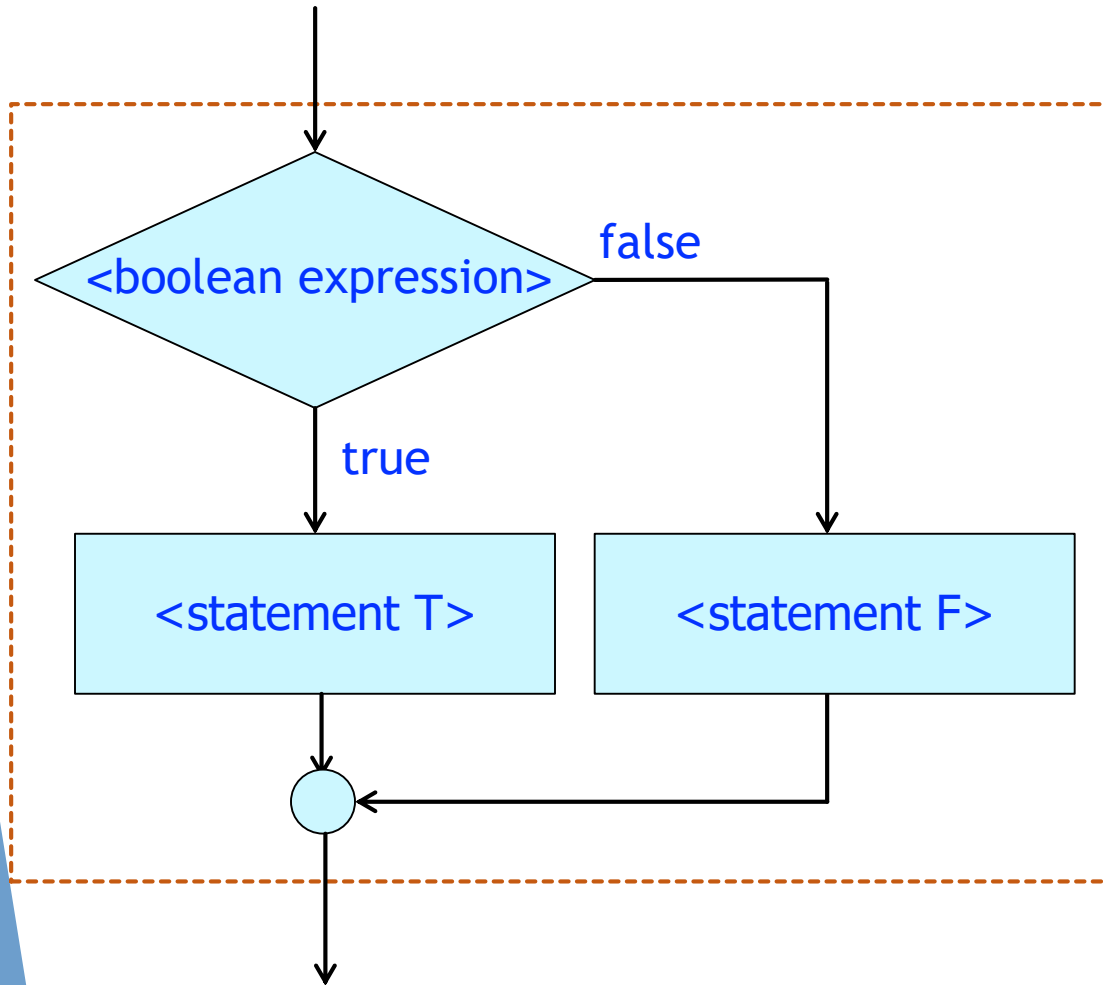 false
<boolean expression>
true
<statement T>
<statement F>